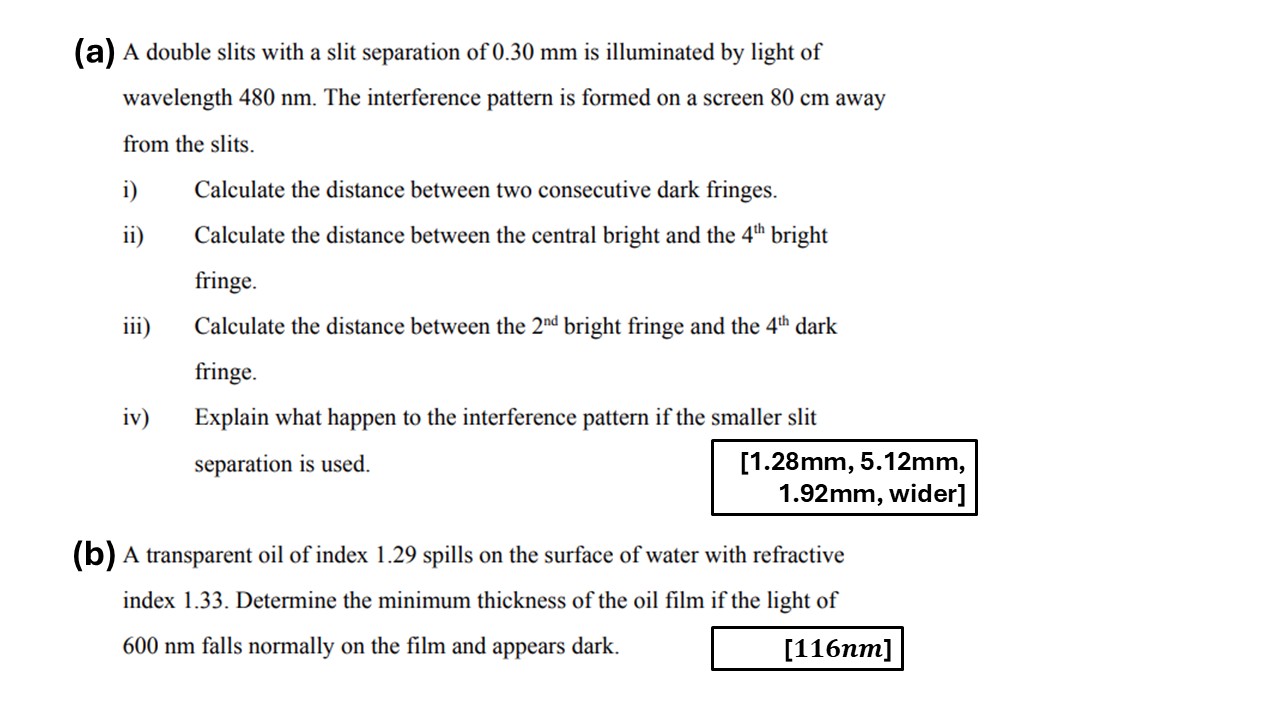 (a) A double slits with a slit separation of 0.30 mm is illuminated by light of
wavelength 480 nm. The interference pattern is formed on a screen 80 cm away
from the slits.
i) Calculate the distance between two consecutive dark fringes.
ii) Calculate the distance between the central bright and the 4th bright
fringe.
iii) Calculate the distance between the 2nd bright fringe and the 4th dark
fringe.
iv) Explain what happen to the interference pattern if the smaller slit
separation is used.
[1.28mm, 5.12mm,
1.92mm, wider]
(b) A transparent oil of index 1.29 spills on the surface of water with refractive
index 1.33. Determine the minimum thickness of the oil film if the light of
600 nm falls normally on the film and appears dark.
[116nm]